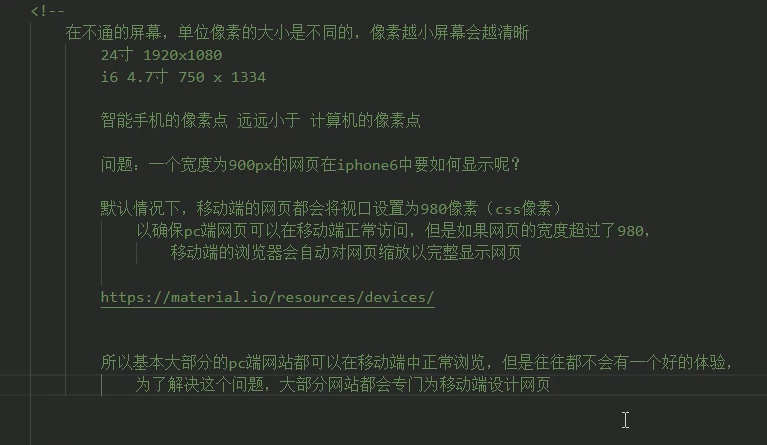 <!--
在不逼的屏幕，单位像素的大小是不同的，像素越小屏幕会越清晰
24寸 1920x1080
i6 4.7寸 750 x 1334
智能手机的像素点 远远小于 计算机的像素点
问题：一个宽度为900px的网页在iphone6中要如何显示呢？
默认情况下，移动端的网页都会将视口设置为980像素（css像素）
以确保pc端网页可以在移动端正常访问，但是如果网页的宽度超过了980，
移动端的浏览器会自动对网页缩放以完整显示网页
https://material.io/resources/devices/
所以基本大部分的pc端网站都可以在移动端中正常浏览，但是往往都不会有一个好的体验，
为了解决这个问题，大部分网站都会专门为移动端设计网页